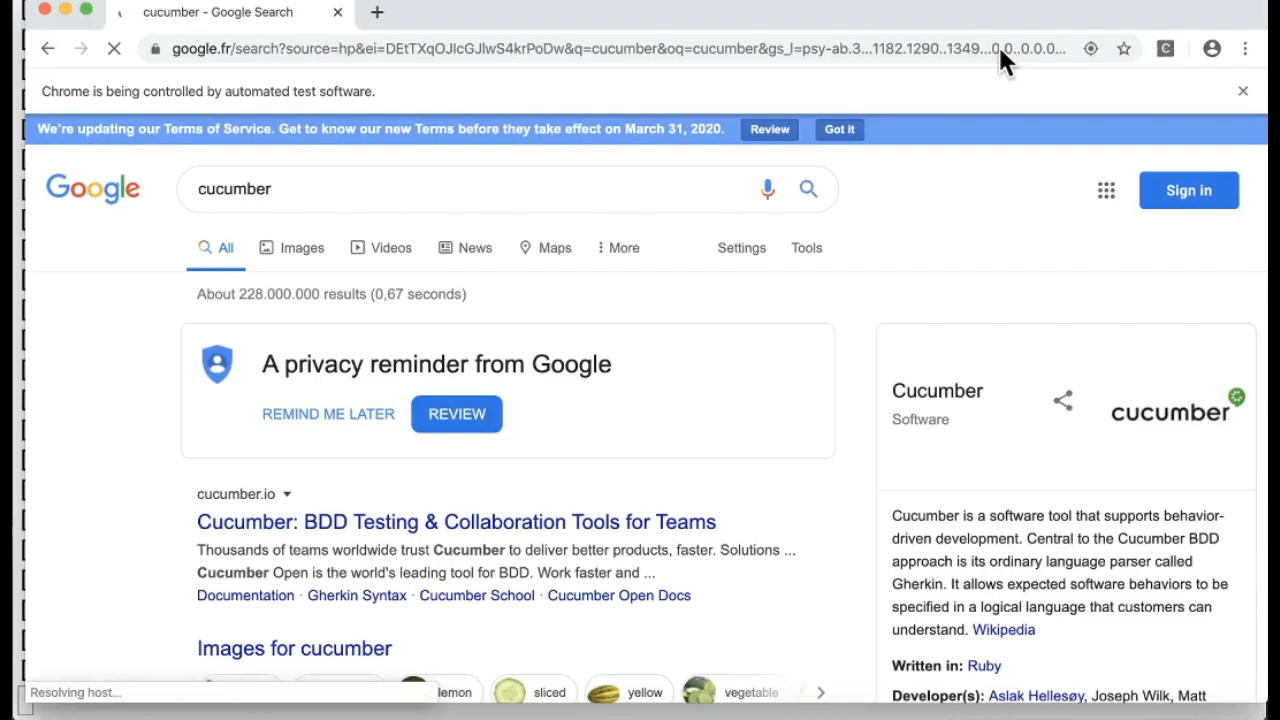 cucumber - Google Search
google.fr/search?source=hp&ei=DEtTXqOJIcGJlwS4krPoDw&q=cucumber&oq=cucumber&gs_l=psy-ab.3...1182.1290..1349...0.0..0.0.0...
Chrome is being controlled by automated test software.
We're updating our Terms of Service. Get to know our new Terms before they take effect on March 31, 2020. Review Got it
Google cucumber Sign in
All Images Videos News Maps More Settings Tools
About 228.000.000 results (0,67 seconds)
A privacy reminder from Google
REMIND ME LATER REVIEW
cucumber.io
Cucumber: BDD Testing & Collaboration Tools for Teams
Thousands of teams worldwide trust Cucumber to deliver better products, faster. Solutions ...
Cucumber Open is the world's leading tool for BDD. Work faster and ...
Documentation · Gherkin Syntax · Cucumber School · Cucumber Open Docs
Images for cucumber
lemon sliced yellow vegetable
Resolving host...
Cucumber
Software
cucumber
Cucumber is a software tool that supports behavior-
driven development. Central to the Cucumber BDD
approach is its ordinary language parser called
Gherkin. It allows expected software behaviors to be
specified in a logical language that customers can
understand. Wikipedia
Written in: Ruby
Developer(s): Aslak Hellesøy, Joseph Wilk, Matt